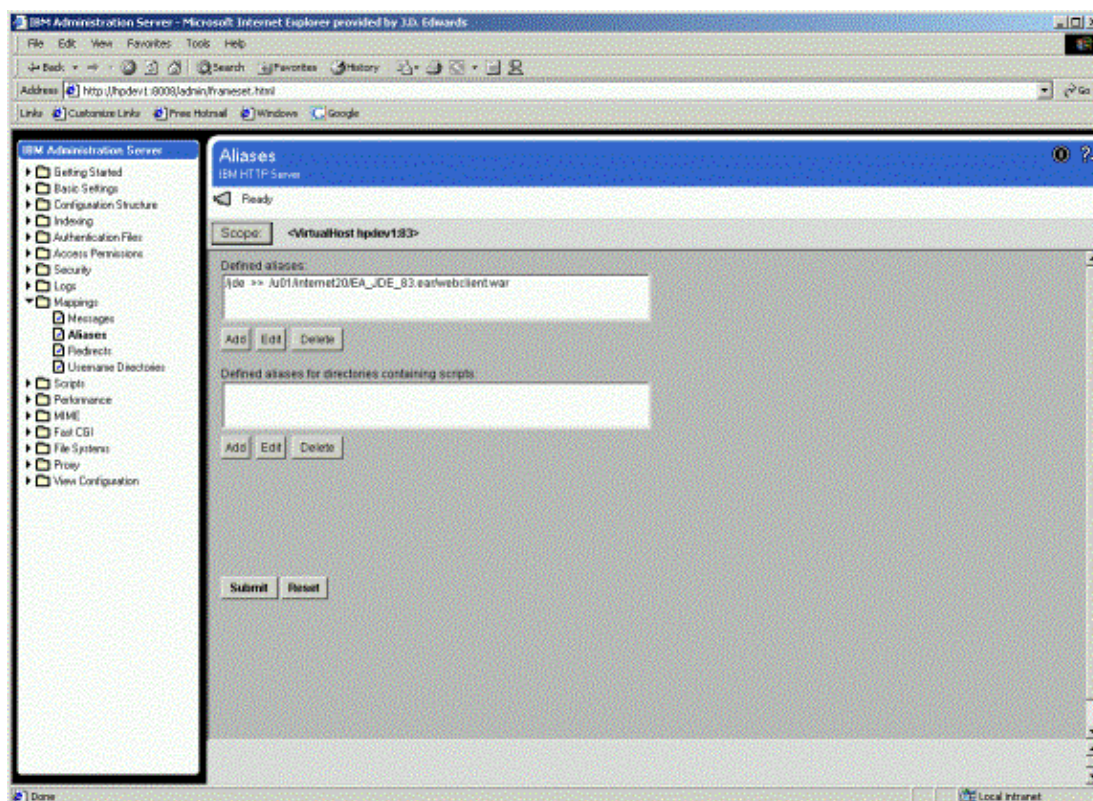 IBM Administration Server - Microsoft Internet Explorer provided by J.D. Edwards
File Edit View Favorites Tools Help
Back Search Favorites History
Address http://hpdev1:8008/admin/frameset.html Go
Links Customize Links Free Hotmail Windows Google
IBM Administration Server
Getting Started
Basic Settings
Configuration Structure
Indexing
Authentication Files
Access Permissions
Security
Logs
Mappings
Messages
Aliases
Redirects
Username Directories
Scripts
Performance
MIME
Fast CGI
File Systems
Proxy
View Configuration
Aliases
IBM HTTP Server
Ready
Scope: <VirtualHost hpdev1:83>
Defined aliases:
/jde >> /u01/Internet20/EA_JDE_83.ear/webclient.war
Add Edit Delete
Defined aliases for directories containing scripts:
Add Edit Delete
Submit Reset
Done Local intranet